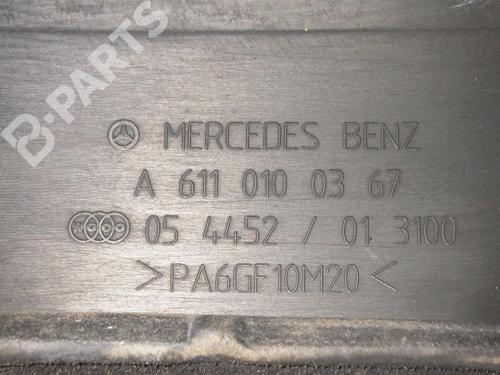 B-PARTS
MERCEDES BENZ
A 611 010 03 67
05 4452 / 01 3100
>PA6GF10M20<